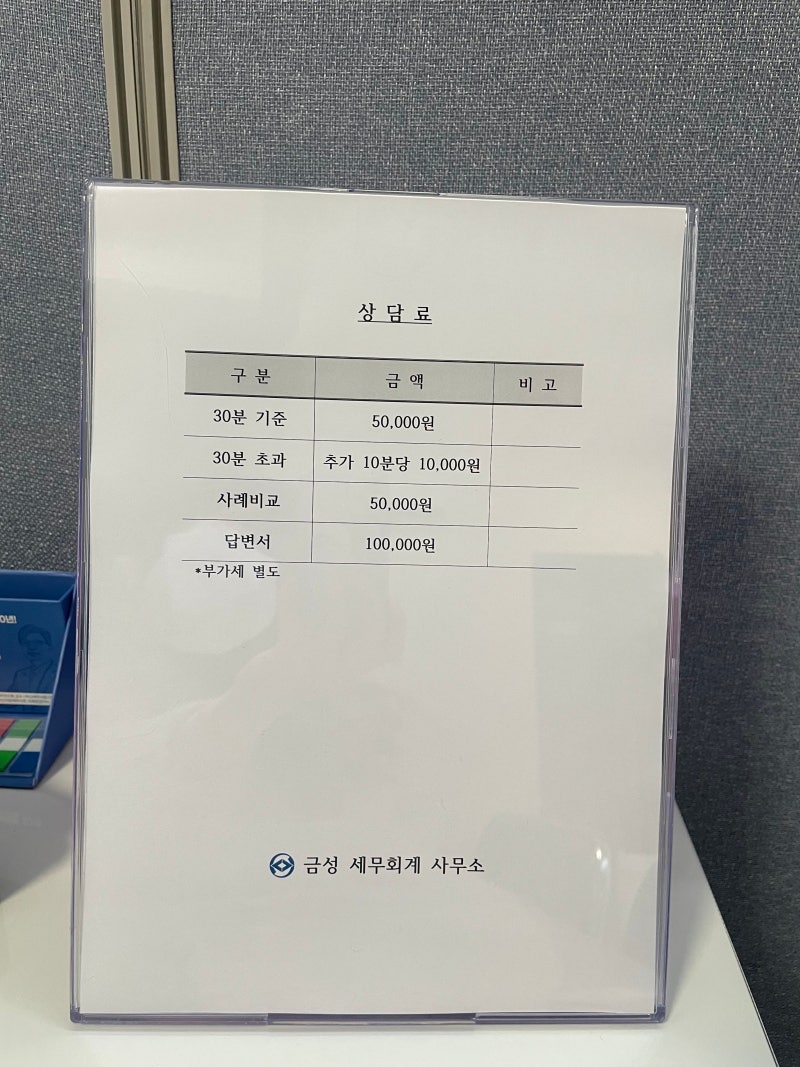 상 담 료
구 분 금 액 비 고
30분 기준 50,000원
30분 초과 추가 10분당 10,000원
사례비교 50,000원
답변서 100,000원
*부가세 별도
금성 세무회계 사무소